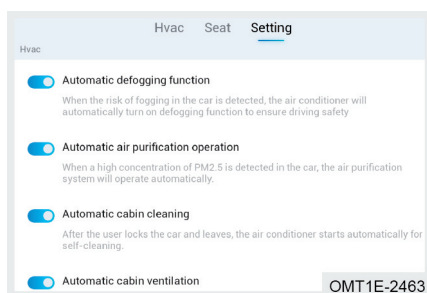 Hvac Seat Setting
Hvac
Automatic defogging function
When the risk of fogging in the car is detected, the air conditioner will
automatically turn on defogging function to ensure driving safety
Automatic air purification operation
When a high concentration of PM2.5 is detected in the car, the air purification
system will operate automatically.
Automatic cabin cleaning
After the user locks the car and leaves, the air conditioner starts automatically for
self-cleaning.
Automatic cabin ventilation
OMT1E-2463